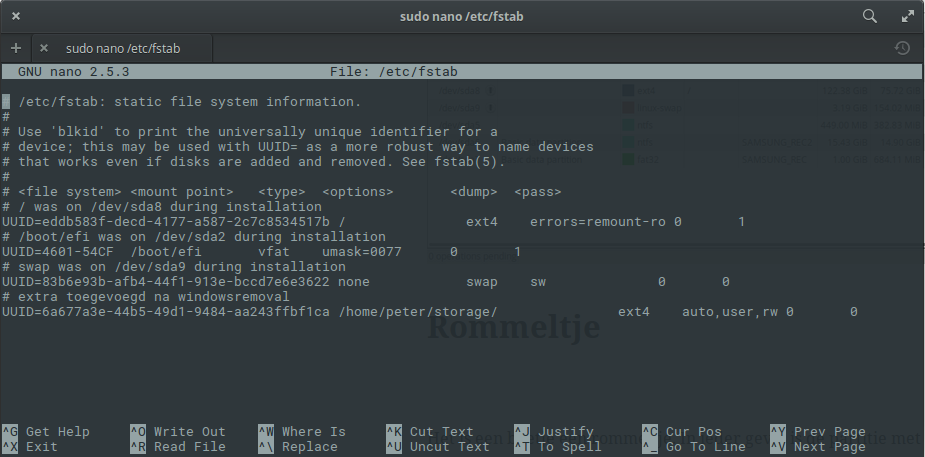 sudo nano /etc/fstab
sudo nano /etc/fstab
GNU nano 2.5.3 File: /etc/fstab
# /etc/fstab: static file system information.
#
# Use 'blkid' to print the universally unique identifier for a
# device; this may be used with UUID= as a more robust way to name devices
# that works even if disks are added and removed. See fstab(5).
#
# <file system> <mount point> <type> <options> <dump> <pass>
# / was on /dev/sda8 during installation
UUID=eddb583f-decd-4177-a587-2c7c8534517b / ext4 errors=remount-ro 0 1
# /boot/efi was on /dev/sda2 during installation
UUID=4601-54CF /boot/efi vfat umask=0077 0 1
# swap was on /dev/sda9 during installation
UUID=83b6e93b-afb4-44f1-913e-bccd7e6e3622 none swap sw 0 0
# extra toegevoegd na windowsremoval
UUID=6a677a3e-44b5-49d1-9484-aa243ffbf1ca /home/peter/storage/ ext4 auto,user,rw 0 0
Rommeltje
^G Get Help ^O Write Out ^W Where Is ^K Cut Text ^J Justify ^C Cur Pos ^Y Prev Page
^X Exit ^R Read File ^\ Replace ^U Uncut Text ^T To Spell ^_ Go To Line ^V Next Page